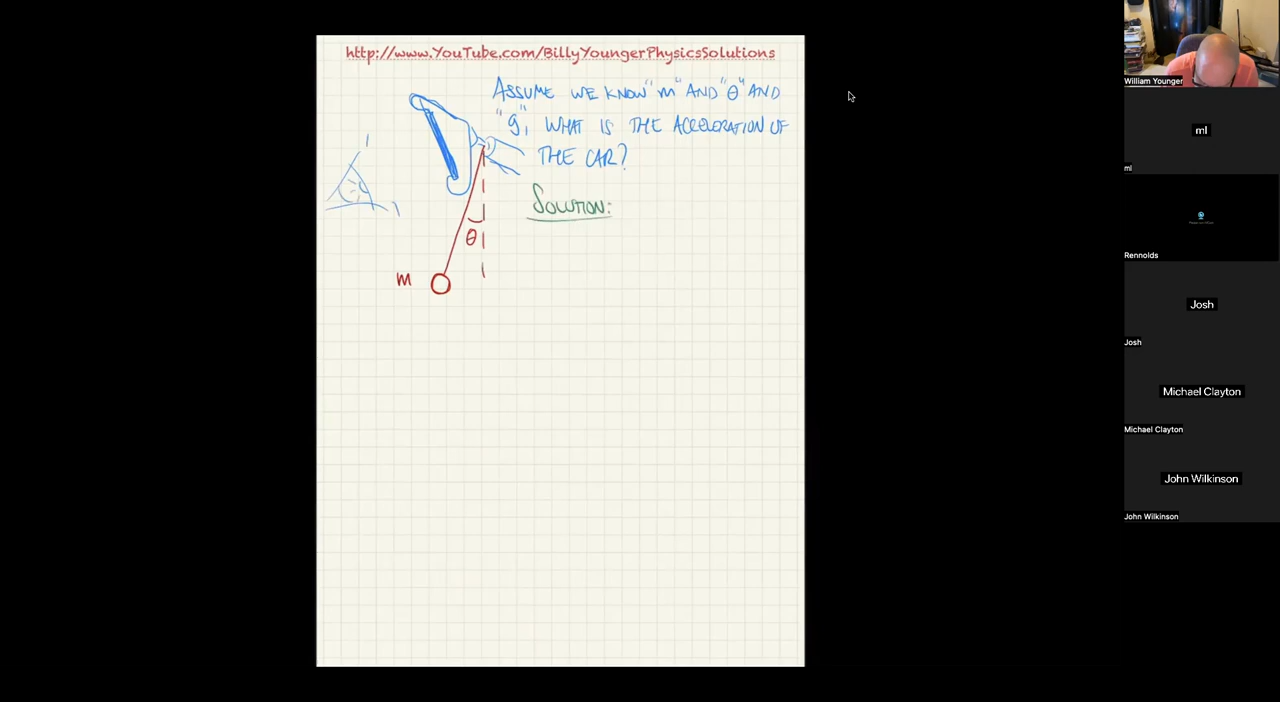 http://www.YouTube.com/BillyYoungerPhysicsSolutions
ASSUME WE KNOW "m" AND "θ" AND
"g", WHAT IS THE ACCELERATION OF
THE CAR?
SOLUTION:
θ
m
William Younger
ml
ml
Rennolds
Josh
Josh
Michael Clayton
Michael Clayton
John Wilkinson
John Wilkinson